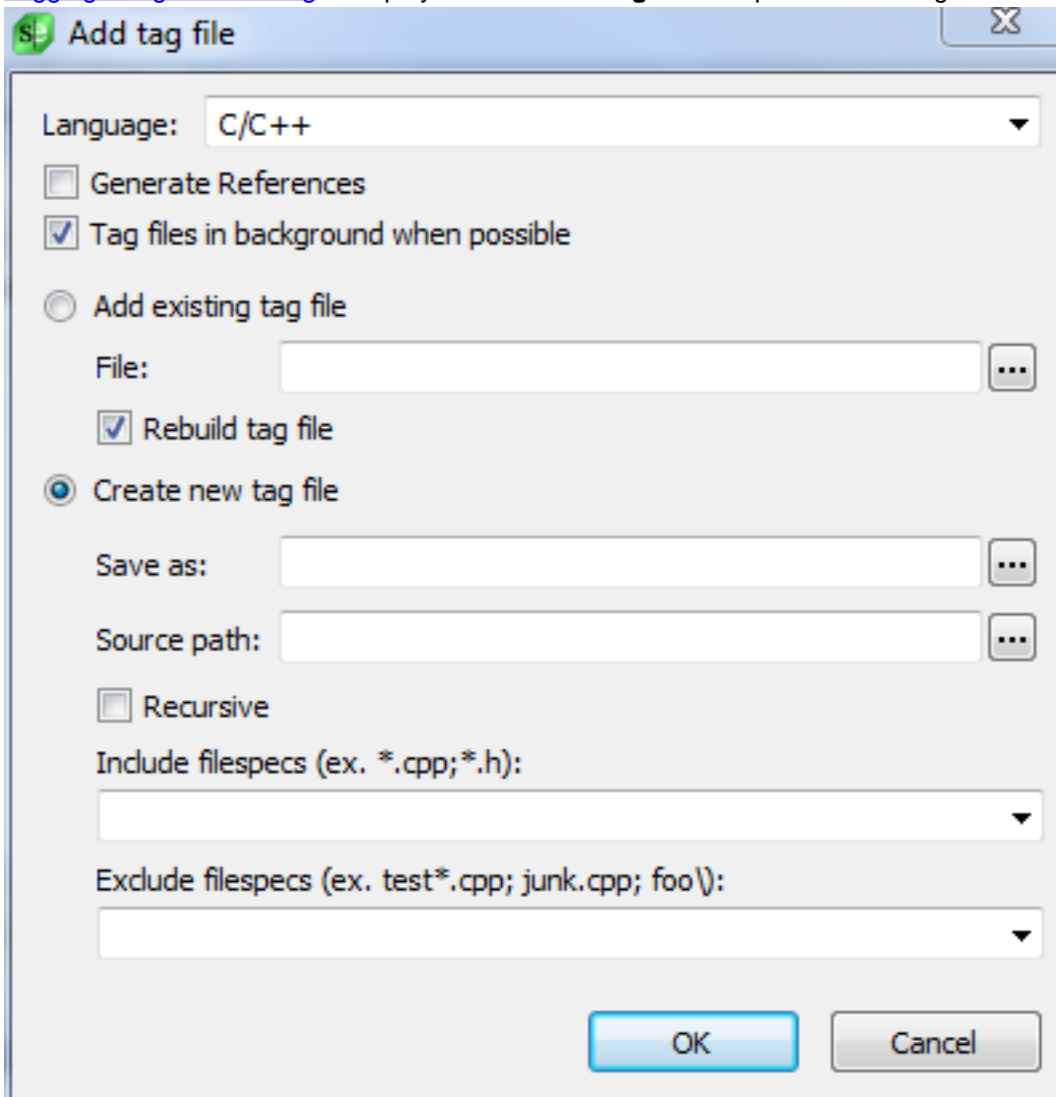 Add tag file
Language: C/C++
Generate References
Tag files in background when possible
Add existing tag file
File: ...
Rebuild tag file
Create new tag file
Save as: ...
Source path: ...
Recursive
Include filespecs (ex. *.cpp;*.h):
Exclude filespecs (ex. test*.cpp; junk.cpp; foo\):
OK Cancel